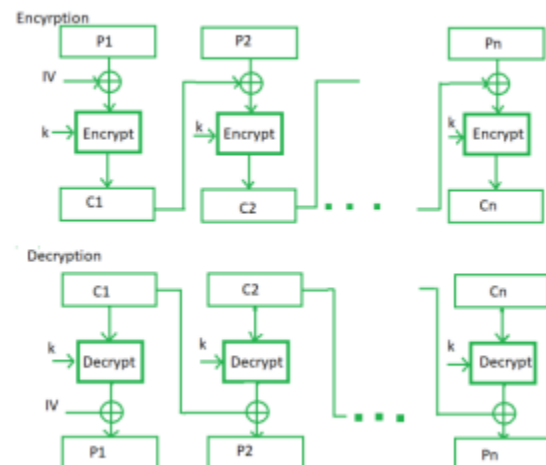 Encyrption
P1 P2 Pn
IV
k Encrypt k Encrypt k Encrypt
C1 C2 Cn
Decryption
C1 C2 Cn
k Decrypt k Decrypt k Decrypt
IV
P1 P2 Pn